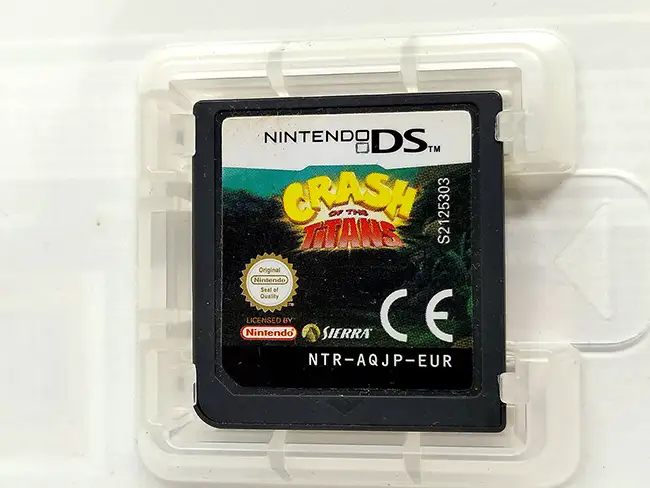 NINTENDO DS™
CRASH
OF THE
TITANS
S2125303
Original
Nintendo
Seal of
Quality
LICENSED BY
Nintendo
SIERRA
CE
NTR-AQJP-EUR